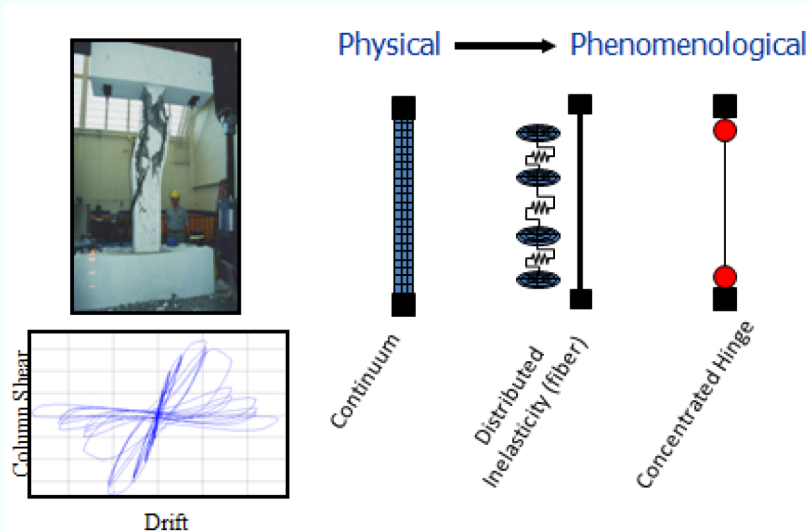 Physical
Phenomenological
Column Shear
Drift
Continuum
Distributed
Inelasticity (fiber)
Concentrated Hinge